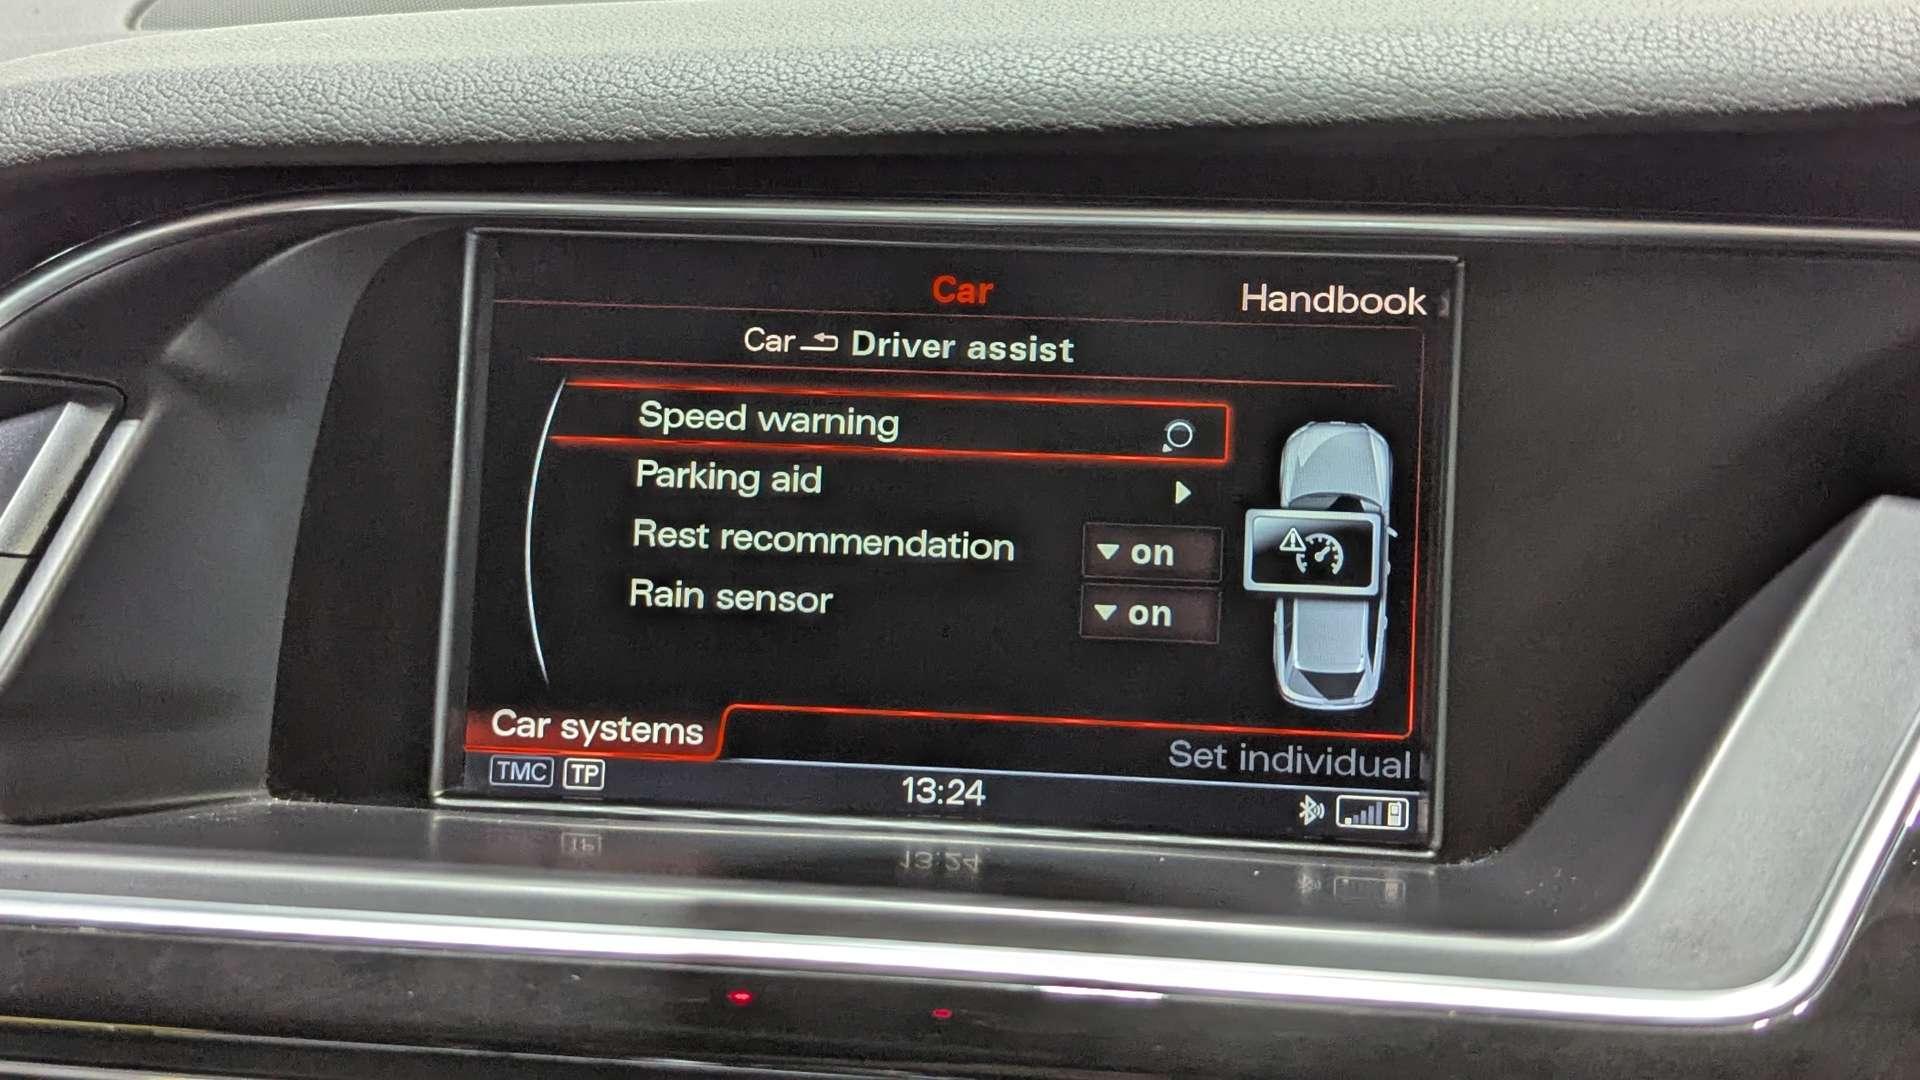 Car
Handbook
Car Driver assist
Speed warning
Parking aid
Rest recommendation
on
Rain sensor
on
Car systems
Set individual
TMC TP
13:24